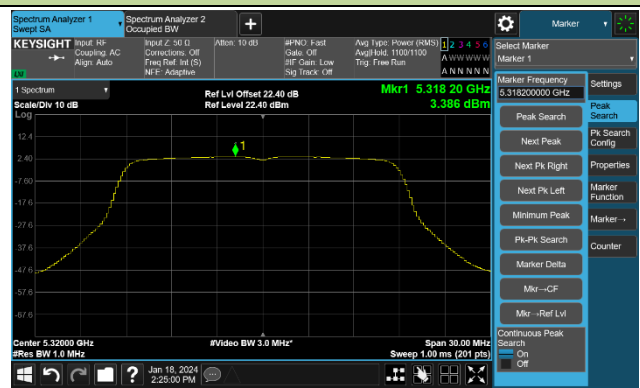 Spectrum Analyzer 1
Swept SA
Spectrum Analyzer 2
Occupied BW
+
Marker
KEYSIGHT
Input: RF
Coupling: AC
Align: Auto
Input Z: 50 Ω
Corrections: Off
Freq Ref: Int (S)
NFE: Adaptive
Atten: 10 dB
#PNO: Fast
Gate: Off
#IF Gain: Low
Sig Track: Off
Avg Type: Power (RMS)
Avg|Hold: 1100/1100
Trig: Free Run
1 2 3 4 5 6
A W W W W W
A N N N N N
LXI
1 Spectrum
Scale/Div 10 dB
Log
Ref Lvl Offset 22.40 dB
Ref Level 22.40 dBm
Mkr1 5.318 20 GHz
3.386 dBm
1
12.4
2.40
-7.60
-17.6
-27.6
-37.6
-47.6
-57.6
-67.6
Center 5.32000 GHz
#Res BW 1.0 MHz
#Video BW 3.0 MHz*
Span 30.00 MHz
Sweep 1.00 ms (201 pts)
Jan 18, 2024
2:25:00 PM
?
Select Marker
Marker 1
Marker Frequency
5.318200000 GHz
Peak Search
Next Peak
Next Pk Right
Next Pk Left
Minimum Peak
Pk-Pk Search
Marker Delta
Mkr→CF
Mkr→Ref Lvl
Continuous Peak
Search
On
Off
Settings
Peak
Search
Pk Search
Config
Properties
Marker
Function
Marker→
Counter